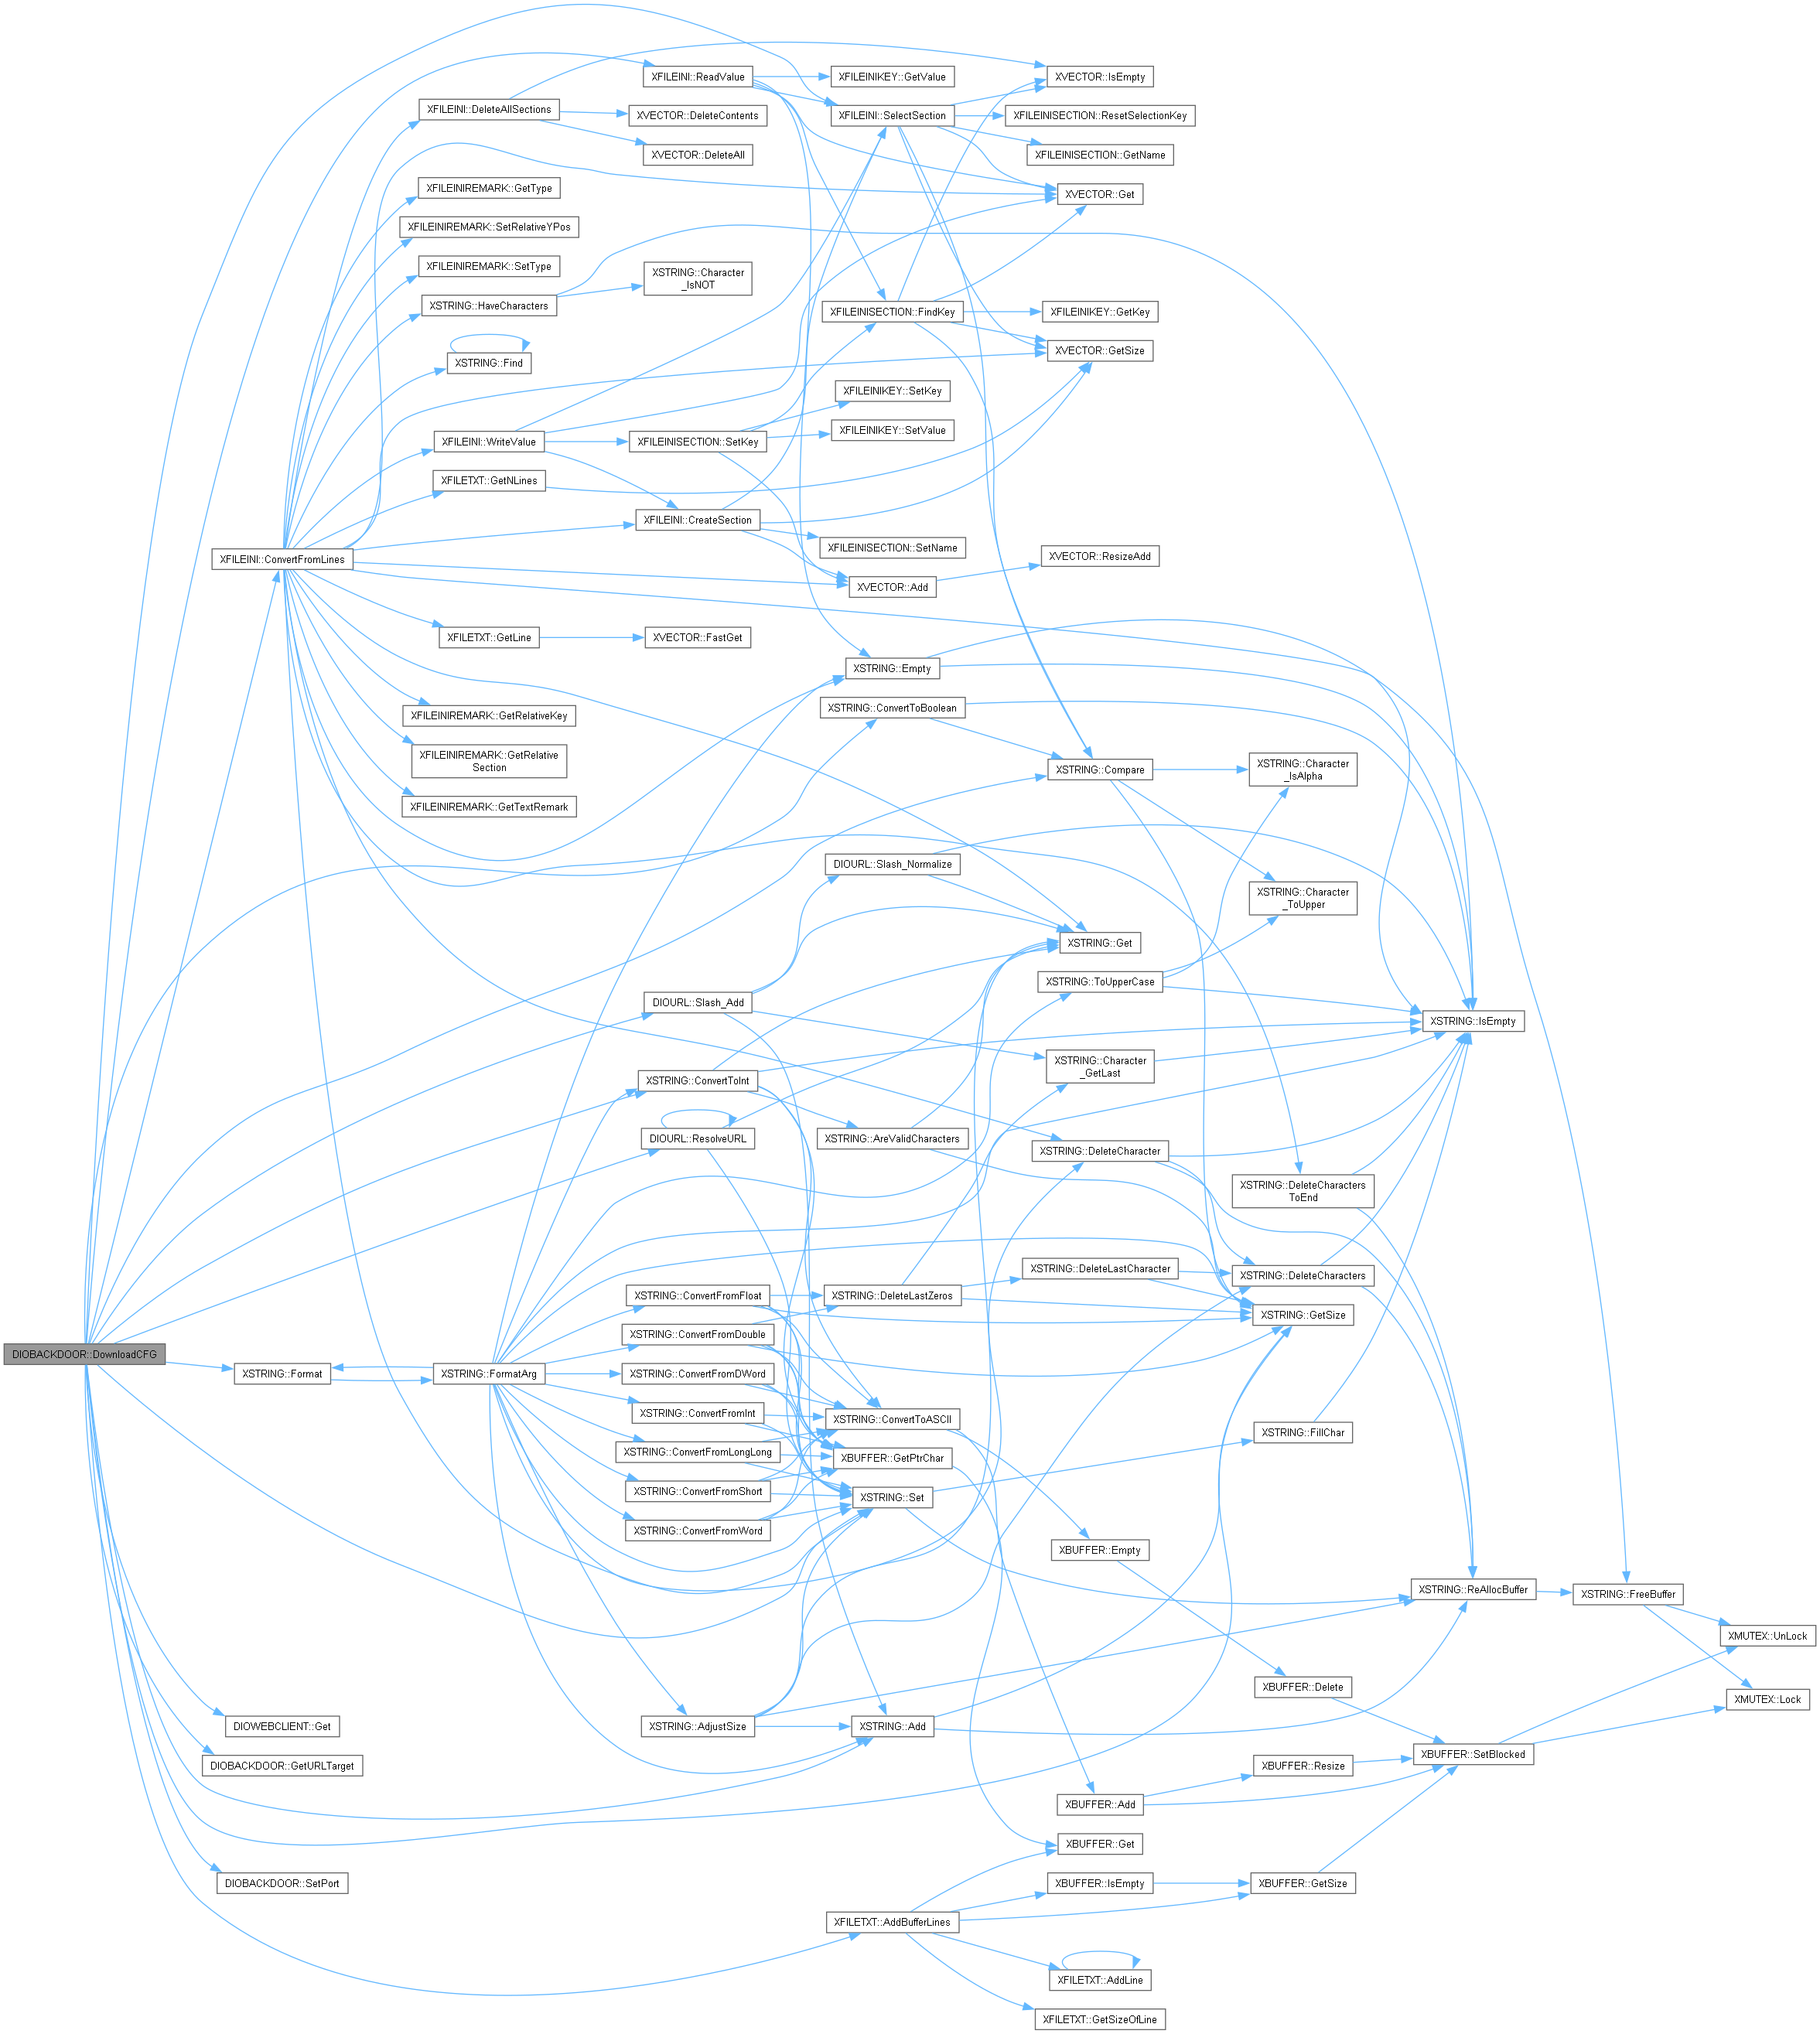 XFILEINI::ReadValue
XFILEINIKEY::GetValue
XVECTOR::IsEmpty
XFILEINI::DeleteAllSections
XVECTOR::DeleteContents
XFILEINI::SelectSection
XFILEINISECTION::ResetSelectionKey
XVECTOR::DeleteAll
XFILEINISECTION::GetName
XFILEINIREMARK::GetType
XVECTOR::Get
XFILEINIREMARK::SetRelativeYPos
XFILEINIREMARK::SetType
XSTRING::Character
_IsNOT
XSTRING::HaveCharacters
XFILEINISECTION::FindKey
XFILEINIKEY::GetKey
XSTRING::Find
XVECTOR::GetSize
XFILEINIKEY::SetKey
XFILEINI::WriteValue
XFILEINISECTION::SetKey
XFILEINIKEY::SetValue
XFILETXT::GetNLines
XFILEINI::CreateSection
XFILEINISECTION::SetName
XFILEINI::ConvertFromLines
XVECTOR::ResizeAdd
XVECTOR::Add
XFILETXT::GetLine
XVECTOR::FastGet
XSTRING::Empty
XFILEINIREMARK::GetRelativeKey
XSTRING::ConvertToBoolean
XFILEINIREMARK::GetRelative
Section
XSTRING::Compare
XSTRING::Character
_IsAlpha
XFILEINIREMARK::GetTextRemark
DIOURL::Slash_Normalize
XSTRING::Character
_ToUpper
XSTRING::Get
XSTRING::ToUpperCase
DIOURL::Slash_Add
XSTRING::IsEmpty
XSTRING::Character
_GetLast
XSTRING::ConvertToInt
DIOURL::ResolveURL
XSTRING::AreValidCharacters
XSTRING::DeleteCharacter
XSTRING::DeleteCharacters
ToEnd
XSTRING::DeleteLastCharacter
XSTRING::DeleteCharacters
XSTRING::ConvertFromFloat
XSTRING::DeleteLastZeros
XSTRING::GetSize
XSTRING::ConvertFromDouble
DIOBACKDOOR::DownloadCFG
XSTRING::Format
XSTRING::FormatArg
XSTRING::ConvertFromDWord
XSTRING::ConvertFromInt
XSTRING::ConvertToASCII
XSTRING::FillChar
XSTRING::ConvertFromLongLong
XBUFFER::GetPtrChar
XSTRING::ConvertFromShort
XSTRING::Set
XSTRING::ConvertFromWord
XBUFFER::Empty
XSTRING::ReAllocBuffer
XSTRING::FreeBuffer
XMUTEX::UnLock
XBUFFER::Delete
XMUTEX::Lock
DIOWEBCLIENT::Get
XSTRING::AdjustSize
XSTRING::Add
XBUFFER::SetBlocked
DIOBACKDOOR::GetURLTarget
XBUFFER::Resize
XBUFFER::Add
XBUFFER::Get
DIOBACKDOOR::SetPort
XBUFFER::IsEmpty
XBUFFER::GetSize
XFILETXT::AddBufferLines
XFILETXT::AddLine
XFILETXT::GetSizeOfLine